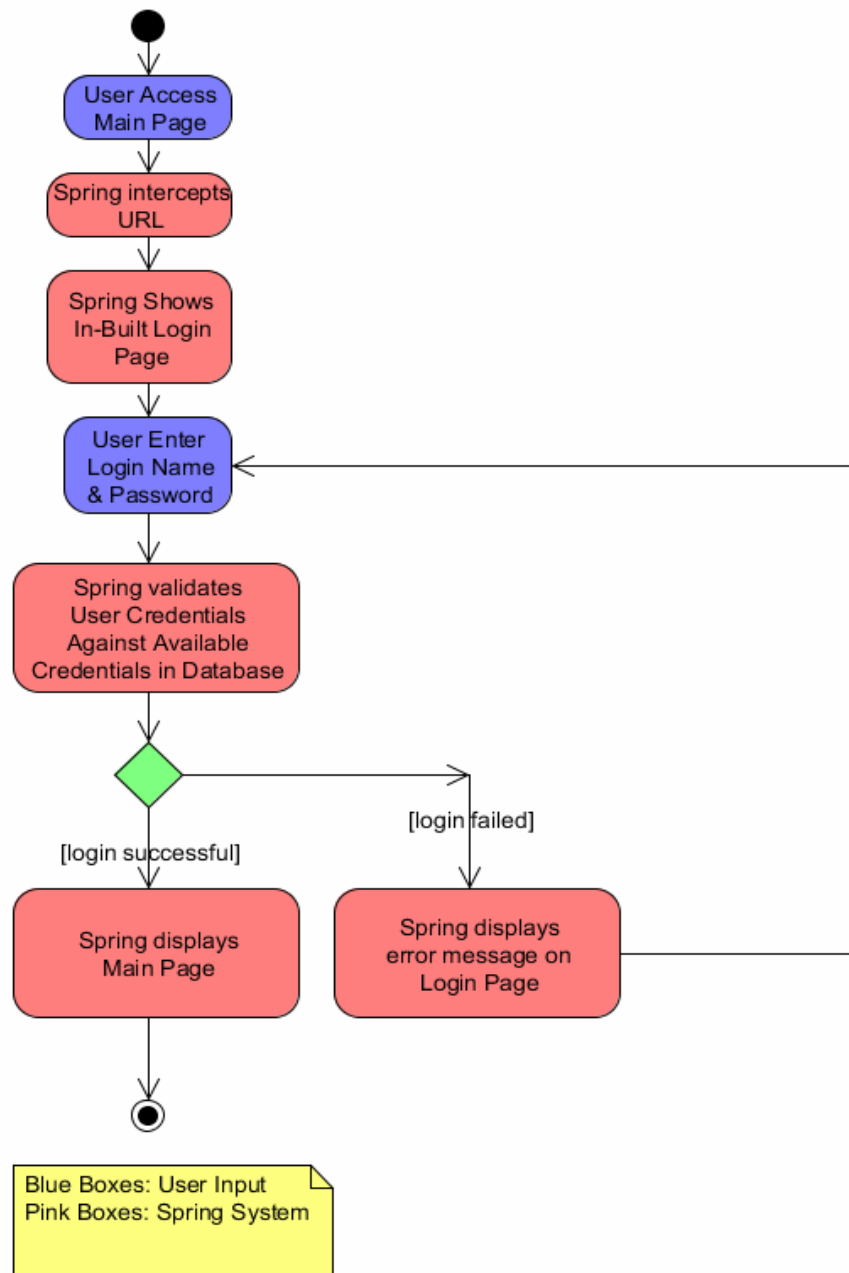 User Access
Main Page
Spring intercepts
URL
Spring Shows
In-Built Login
Page
User Enter
Login Name
& Password
Spring validates
User Credentials
Against Available
Credentials in Database
[login failed]
[login successful]
Spring displays
Main Page
Spring displays
error message on
Login Page
Blue Boxes: User Input
Pink Boxes: Spring System